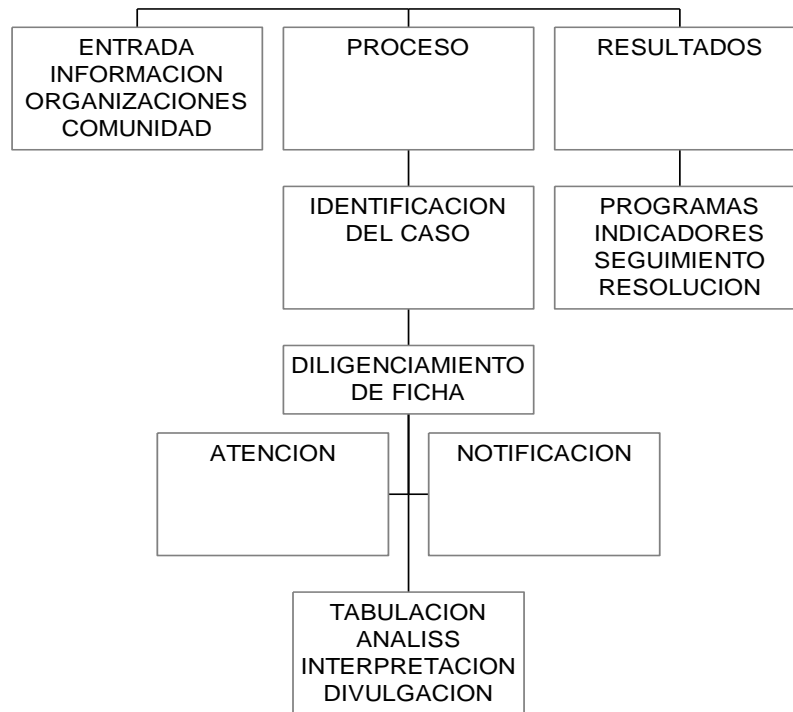 ENTRADA
INFORMACION
ORGANIZACIONES
COMUNIDAD
PROCESO
RESULTADOS
IDENTIFICACION
DEL CASO
PROGRAMAS
INDICADORES
SEGUIMIENTO
RESOLUCION
DILIGENCIAMIENTO
DE FICHA
ATENCION
NOTIFICACION
TABULACION
ANALISS
INTERPRETACION
DIVULGACION